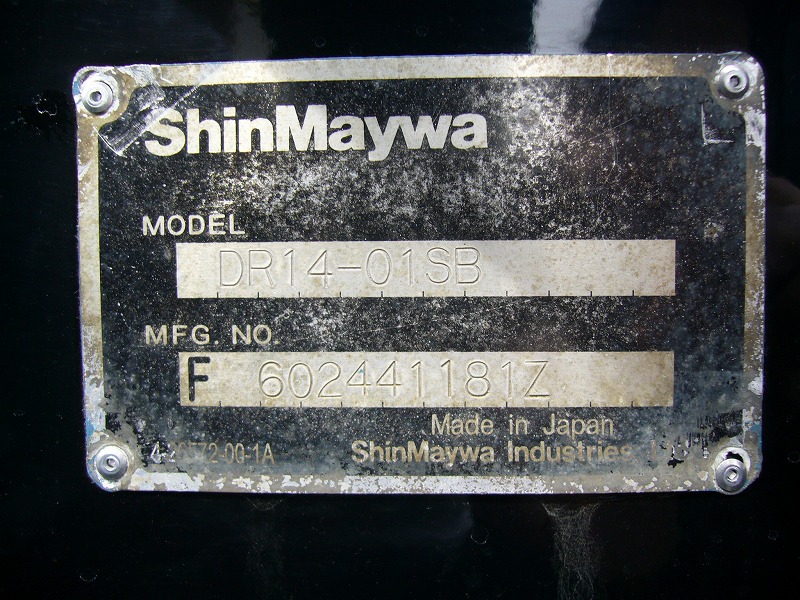 ShinMaywa
MODEL
DR14-01SB
MFG. NO.
F 602441181Z
Made in Japan
ShinMaywa Industries